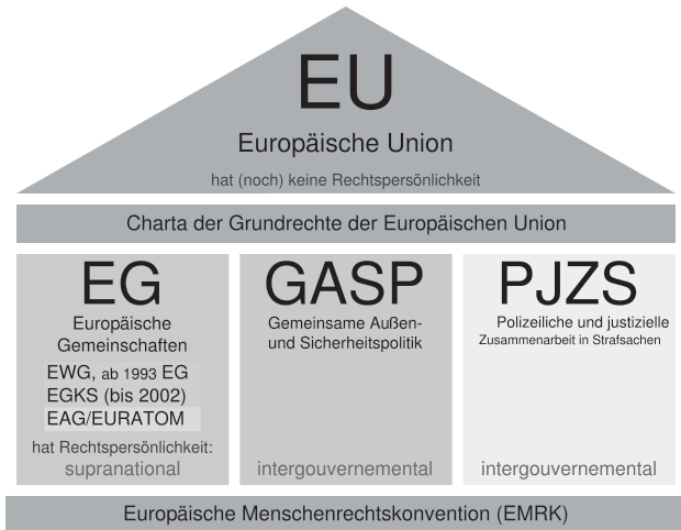 EU
Europäische Union
hat (noch) keine Rechtspersönlichkeit
Charta der Grundrechte der Europäischen Union
EG
Europäische
Gemeinschaften
EWG, ab 1993 EG
EGKS (bis 2002)
EAG/EURATOM
hat Rechtspersönlichkeit:
supranational
GASP
Gemeinsame Außen-
und Sicherheitspolitik
intergouvernemental
PJZS
Polizeiliche und justizielle
Zusammenarbeit in Strafsachen
intergouvernemental
Europäische Menschenrechtskonvention (EMRK)